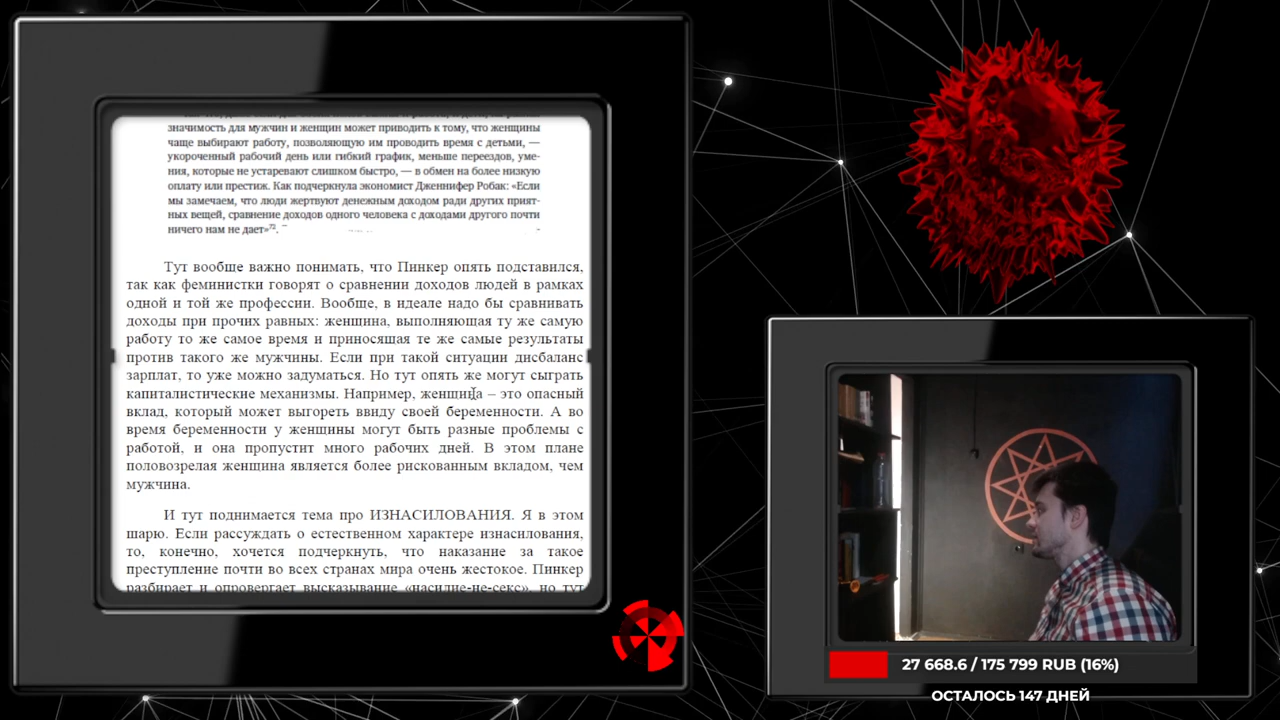 значимость для мужчин и женщин может приводить к тому, что женщины
чаще выбирают работу, позволяющую им проводить время с детьми, —
укороченный рабочий день или гибкий график, меньше переездов, уме-
ния, которые не устаревают слишком быстро, — в обмен на более низкую
оплату или престиж. Как подчеркнула экономист Дженнифер Робак: «Если
мы замечаем, что люди жертвуют денежным доходом ради других прият-
ных вещей, сравнение доходов одного человека с доходами другого почти
ничего нам не дает»⁷².
Тут вообще важно понимать, что Пинкер опять подставился,
так как феминистки говорят о сравнении доходов людей в рамках
одной и той же профессии. Вообще, в идеале надо бы сравнивать
доходы при прочих равных: женщина, выполняющая ту же самую
работу то же самое время и приносящая те же самые результаты
против такого же мужчины. Если при такой ситуации дисбаланс
зарплат, то уже можно задуматься. Но тут опять же могут сыграть
капиталистические механизмы. Например, женщина – это опасный
вклад, который может выгореть ввиду своей беременности. А во
время беременности у женщины могут быть разные проблемы с
работой, и она пропустит много рабочих дней. В этом плане
половозрелая женщина является более рискованным вкладом, чем
мужчина.
И тут поднимается тема про ИЗНАСИЛОВАНИЯ. Я в этом
шарю. Если рассуждать о естественном характере изнасилования,
то, конечно, хочется подчеркнуть, что наказание за такое
преступление почти во всех странах мира очень жестокое. Пинкер
разбирает и опровергает высказывание «насилие-не-секс», но тут
27 668.6 / 175 799 RUB (16%)
ОСТАЛОСЬ 147 ДНЕЙ